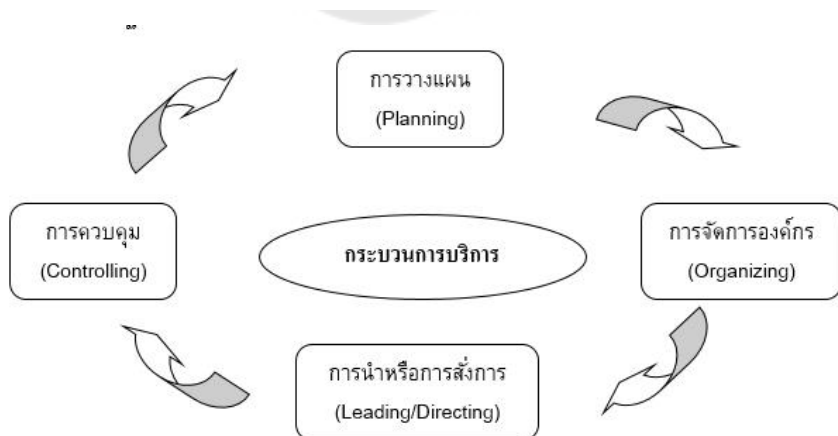 การวางแผน
(Planning)
การควบคุม
(Controlling)
กระบวนการบริการ
การจัดการองค์กร
(Organizing)
การนำหรือการสั่งการ
(Leading/Directing)